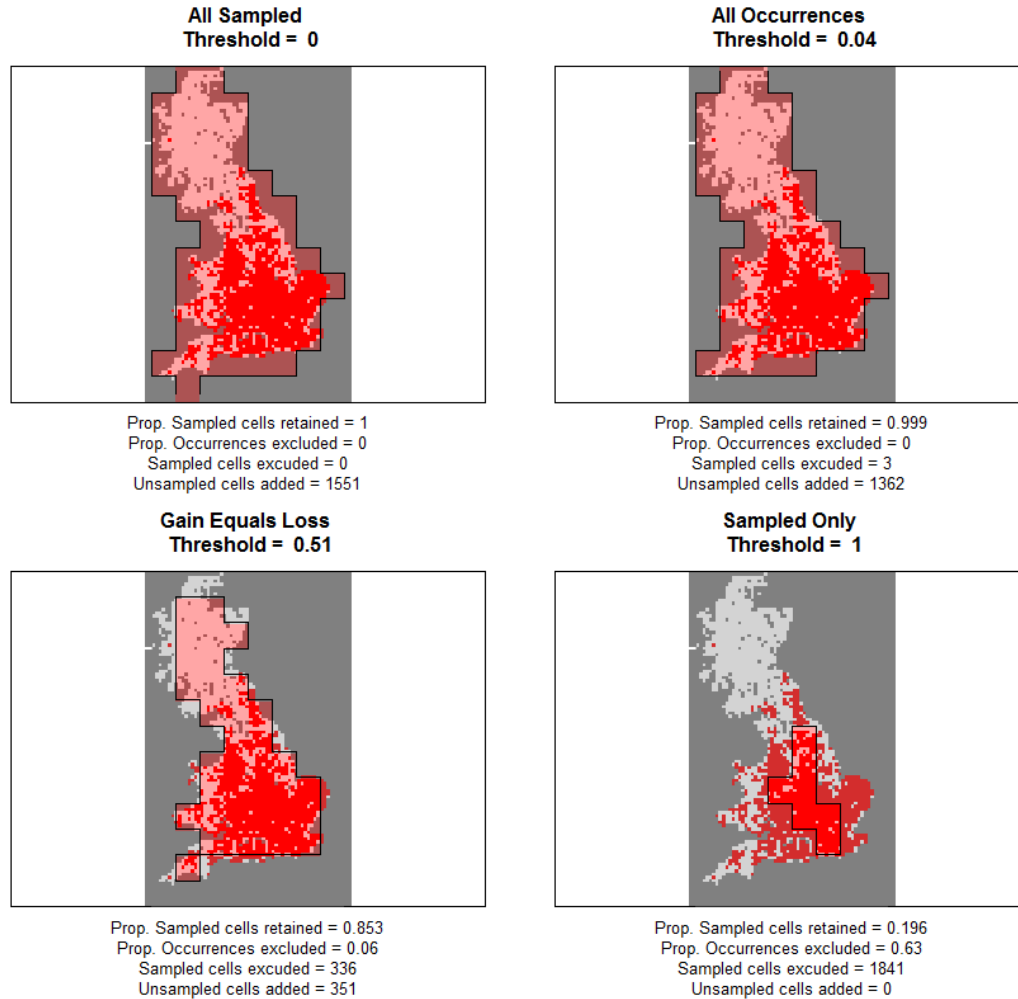 All Sampled
Threshold = 0
All Occurrences
Threshold = 0.04
Prop. Sampled cells retained = 1
Prop. Occurrences excluded = 0
Sampled cells excuded = 0
Unsampled cells added = 1551
Prop. Sampled cells retained = 0.999
Prop. Occurrences excluded = 0
Sampled cells excuded = 3
Unsampled cells added = 1362
Gain Equals Loss
Threshold = 0.51
Sampled Only
Threshold = 1
Prop. Sampled cells retained = 0.853
Prop. Occurrences excluded = 0.06
Sampled cells excuded = 336
Unsampled cells added = 351
Prop. Sampled cells retained = 0.196
Prop. Occurrences excluded = 0.63
Sampled cells excuded = 1841
Unsampled cells added = 0